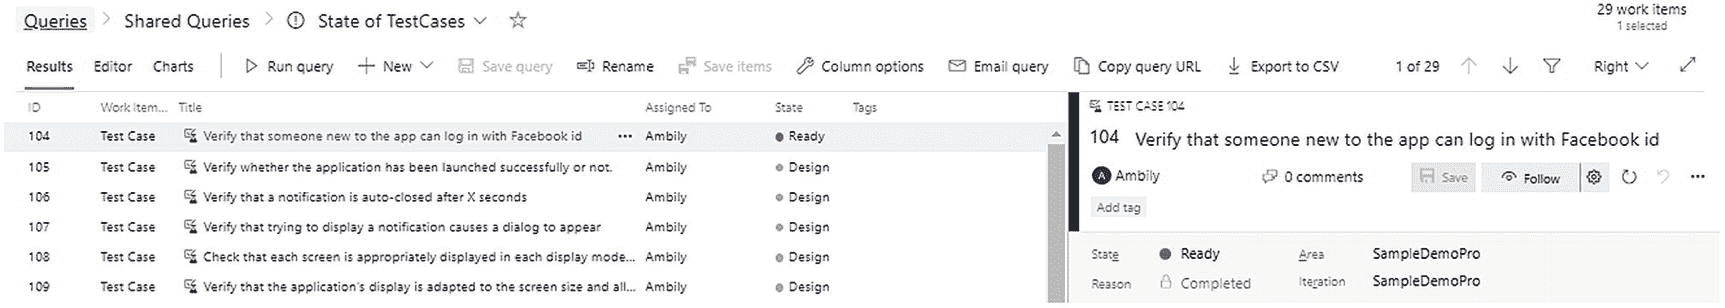 Queries > Shared Queries > State of TestCases
29 work items
1 selected
Results Editor Charts Run query New Save query Rename Save items Column options Email query Copy query URL Export to CSV 1 of 29 Right
ID Work Item... Title Assigned To State Tags
104 Test Case Verify that someone new to the app can log in with Facebook id ... Ambily Ready
105 Test Case Verify whether the application has been launched successfully or not. Ambily Design
106 Test Case Verify that a notification is auto-closed after X seconds Ambily Design
107 Test Case Verify that trying to display a notification causes a dialog to appear Ambily Design
108 Test Case Check that each screen is appropriately displayed in each display mode... Ambily Design
109 Test Case Verify that the application's display is adapted to the screen size and all... Ambily Design
TEST CASE 104
104 Verify that someone new to the app can log in with Facebook id
A Ambily 0 comments Save Follow ...
Add tag
State Ready Area SampleDemoPro
Reason Completed Iteration SampleDemoPro